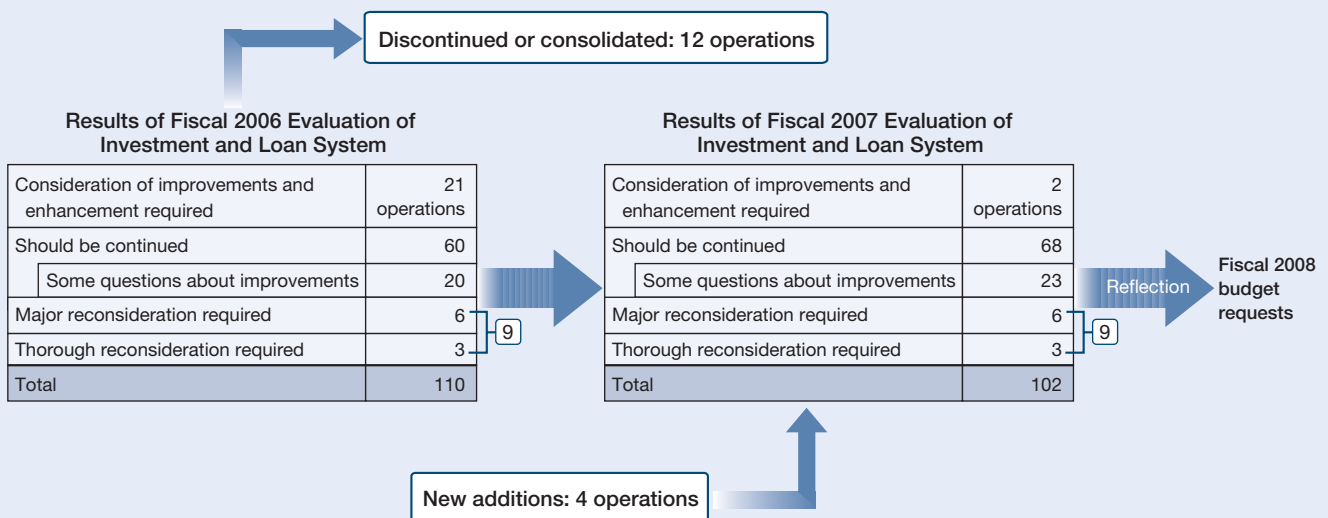 Discontinued or consolidated: 12 operations
Results of Fiscal 2006 Evaluation of
Investment and Loan System
Consideration of improvements and
enhancement required
21
operations
Should be continued 60
Some questions about improvements 20
Major reconsideration required 6
Thorough reconsideration required 3
9
Total 110
Results of Fiscal 2007 Evaluation of
Investment and Loan System
Consideration of improvements and
enhancement required
2
operations
Should be continued 68
Some questions about improvements 23
Major reconsideration required 6
Thorough reconsideration required 3
9
Total 102
Reflection
Fiscal 2008
budget
requests
New additions: 4 operations